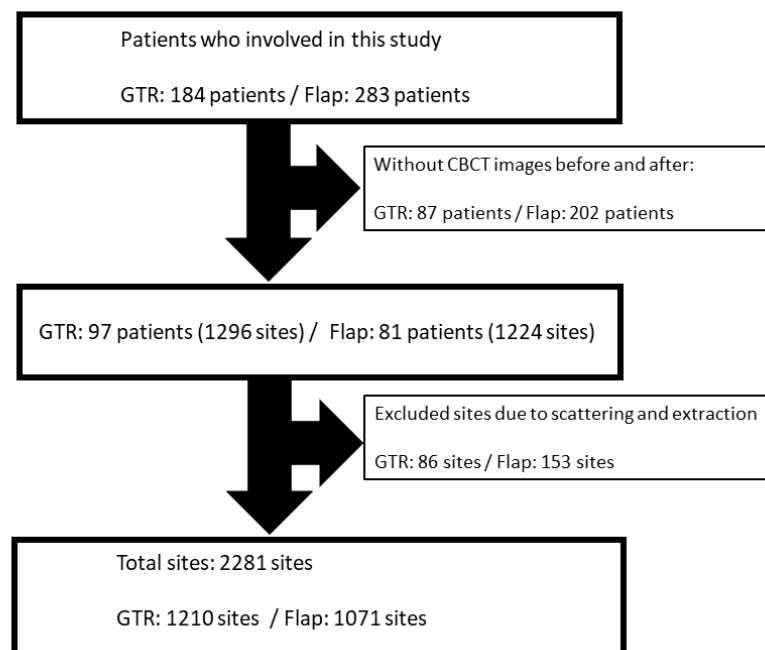 Patients who involved in this study
GTR: 184 patients / Flap: 283 patients
Without CBCT images before and after:
GTR: 87 patients / Flap: 202 patients
GTR: 97 patients (1296 sites) / Flap: 81 patients (1224 sites)
Excluded sites due to scattering and extraction
GTR: 86 sites / Flap: 153 sites
Total sites: 2281 sites
GTR: 1210 sites / Flap: 1071 sites